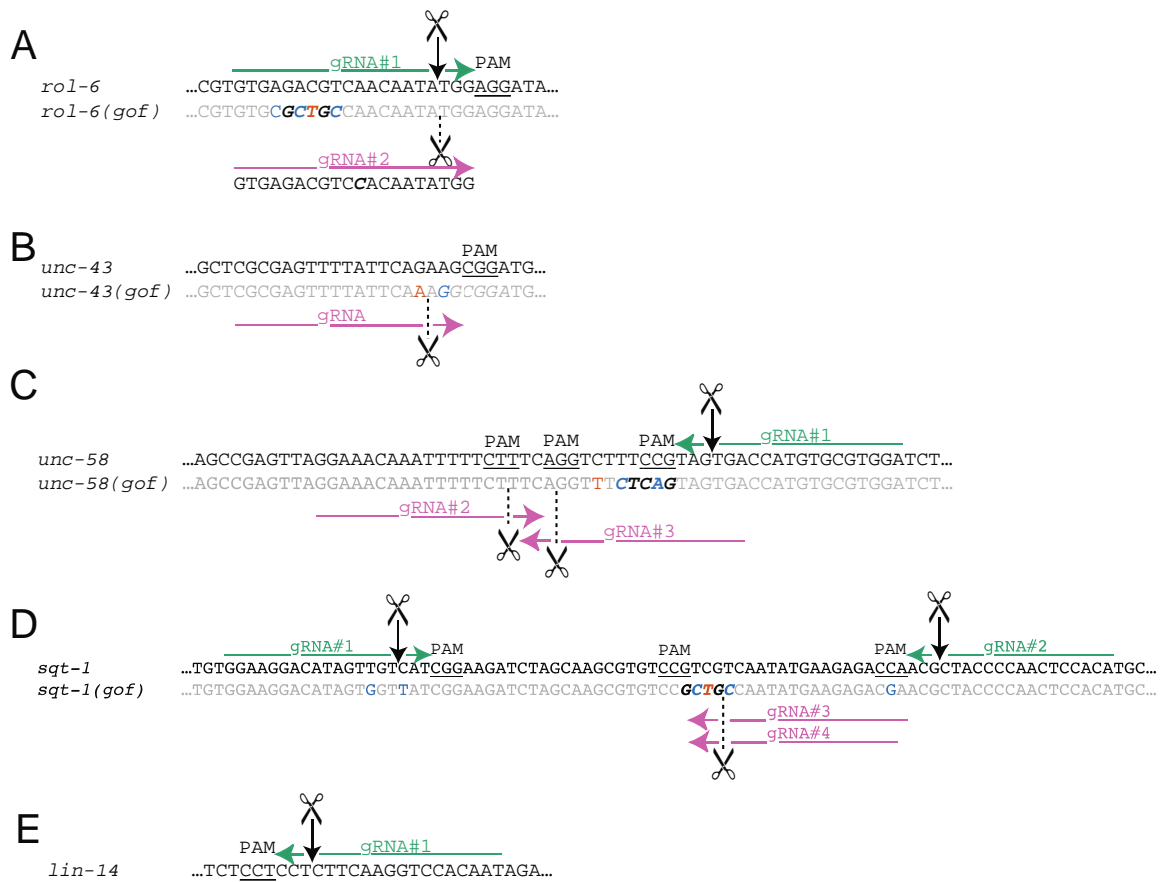 A
gRNA#1 PAM
rol-6 …CGTGTGAGACGTCAACAATATGGAGGATA…
rol-6(gof) …CGTGTGCGCTGCCAACAATATGGAGGATA…
gRNA#2
GTGAGACGTCCACAATATGG
B
PAM
unc-43 …GCTCGCGAGTTTTATTCAGAAGCGGATG…
unc-43(gof) …GCTCGCGAGTTTTATTCAAAGGCGGATG…
gRNA
C
PAM PAM PAM gRNA#1
unc-58 …AGCCGAGTTAGGAAACAAATTTTTCTTTCAGGTCTTTCCGTAGTGACCATGTGCGTGGATCT…
unc-58(gof) …AGCCGAGTTAGGAAACAAATTTTTCTTTCAGGTTTCTCAGTAGTGACCATGTGCGTGGATCT…
gRNA#2
gRNA#3
D
gRNA#1 PAM PAM PAM gRNA#2
sqt-1 …TGTGGAAGGACATAGTTGTCATCGGAAGATCTAGCAAGCGTGTCCGTCGTCAATATGAAGAGACCAACGCTACCCCAACTCCACATGC…
sqt-1(gof) …TGTGGAAGGACATAGTGGTTATCGGAAGATCTAGCAAGCGTGTCCGCTGCCAATATGAAGAGACGAACGCTACCCCAACTCCACATGC…
gRNA#3
gRNA#4
E
PAM gRNA#1
lin-14 …TCTCCTCCTCTTCAAGGTCCACAATAGA…